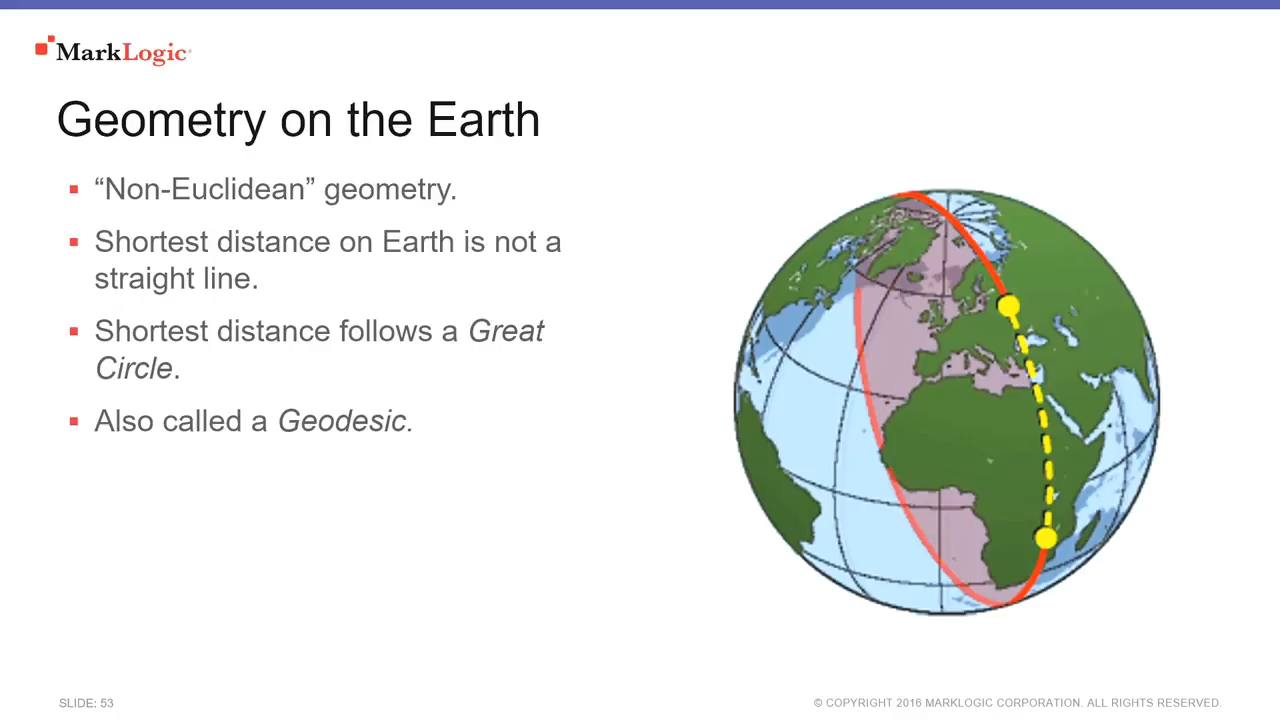 MarkLogic
Geometry on the Earth
▪ “Non-Euclidean” geometry.
▪ Shortest distance on Earth is not a
straight line.
▪ Shortest distance follows a Great
Circle.
▪ Also called a Geodesic.
SLIDE: 53
© COPYRIGHT 2016 MARKLOGIC CORPORATION. ALL RIGHTS RESERVED.